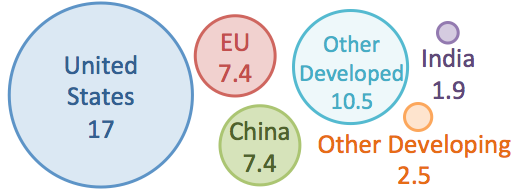 United
States
17
EU
7.4
China
7.4
Other
Developed
10.5
India
1.9
Other Developing
2.5